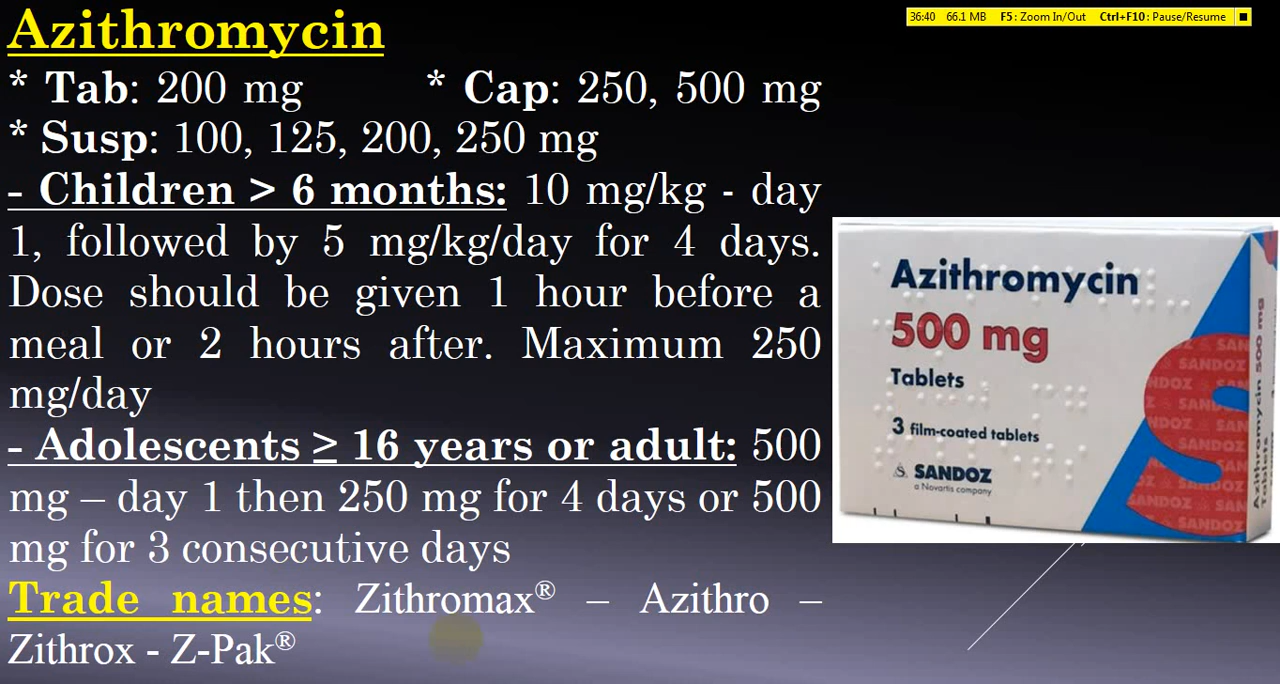 36:40 66.1 MB F5: Zoom In/Out Ctrl+F10: Pause/Resume
Azithromycin
* Tab: 200 mg * Cap: 250, 500 mg
* Susp: 100, 125, 200, 250 mg
- Children > 6 months: 10 mg/kg - day
1, followed by 5 mg/kg/day for 4 days.
Dose should be given 1 hour before a
meal or 2 hours after. Maximum 250
mg/day
- Adolescents ≥ 16 years or adult: 500
mg – day 1 then 250 mg for 4 days or 500
mg for 3 consecutive days
Trade names: Zithromax® – Azithro –
Zithrox - Z-Pak®
Azithromycin
500 mg
Tablets
3 film-coated tablets
S SANDOZ
a Novartis company
Azithromycin 500 mg
Tablets